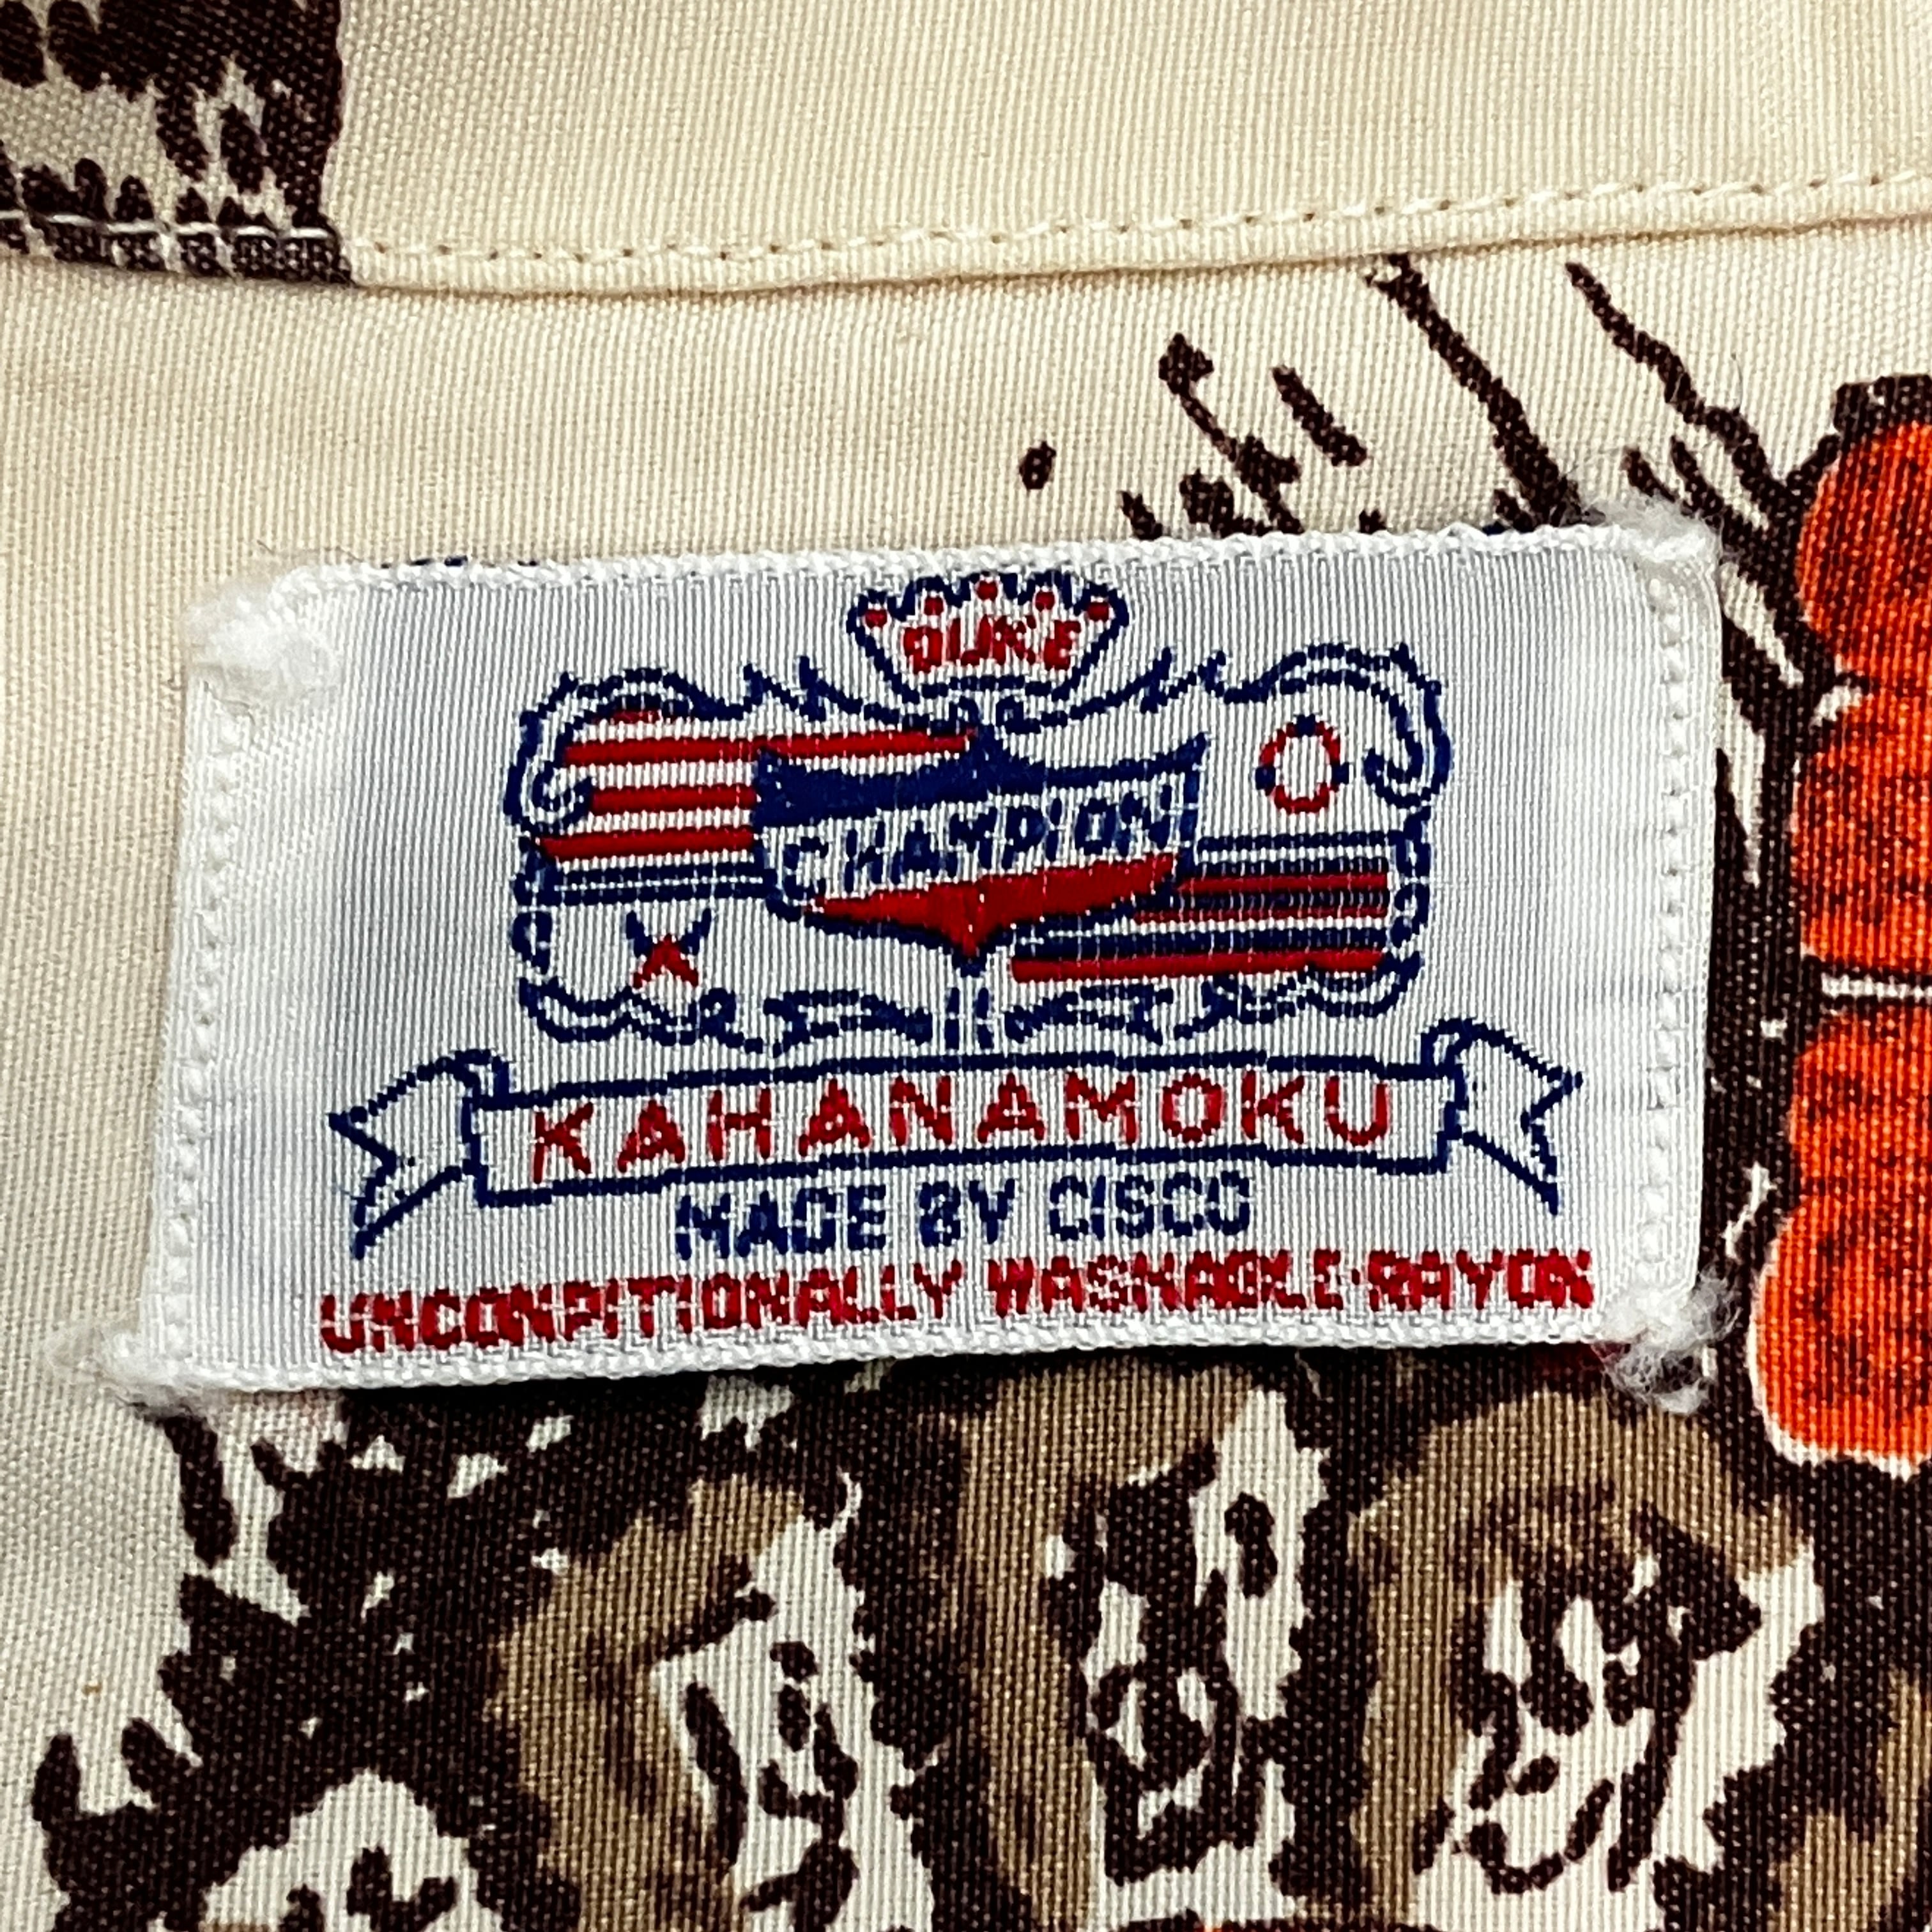 DUKE
CHAMPION
KAHANAMOKU
MADE BY CISCO
UNCONDITIONALLY WASHABLE·RAYON